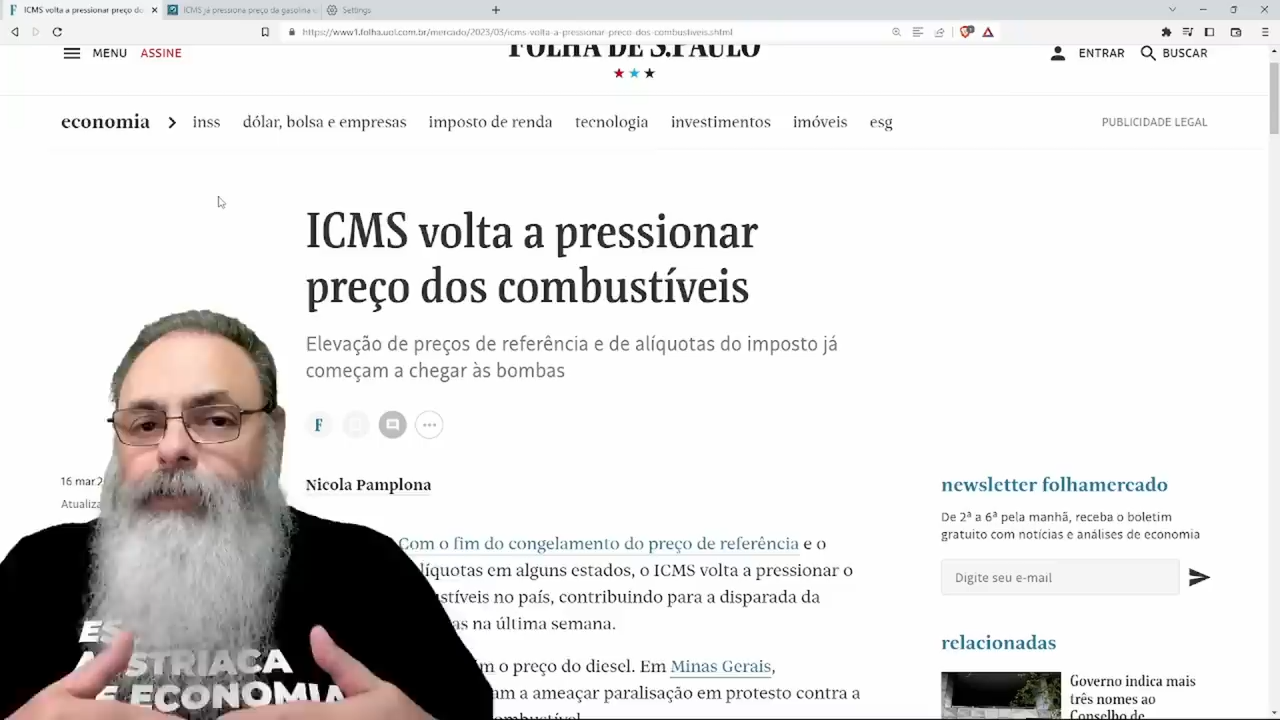 ICMS volta a pressionar preço do
ICMS já pressiona preço da gasolina
Settings
https://www1.folha.uol.com.br/mercado/2023/03/icms-volta-a-pressionar-preco-dos-combustiveis.shtml
MENU
ASSINE
FOLHA DE S.PAULO
ENTRAR
BUSCAR
economia
inss
dólar, bolsa e empresas
imposto de renda
tecnologia
investimentos
imóveis
esg
PUBLICIDADE LEGAL
ICMS volta a pressionar
preço dos combustíveis
Elevação de preços de referência e de alíquotas do imposto já
começam a chegar às bombas
F
16 mar
Atualiza
Nicola Pamplona
Com o fim do congelamento do preço de referência e o
líquotas em alguns estados, o ICMS volta a pressionar o
stíveis no país, contribuindo para a disparada da
as na última semana.
m o preço do diesel. Em Minas Gerais,
am a ameaçar paralisação em protesto contra a
newsletter folhamercado
De 2ª a 6ª pela manhã, receba o boletim
gratuito com notícias e análises de economia
Digite seu e-mail
relacionadas
Governo indica mais
três nomes ao
Conselho de
ES
STRIACA
E ECONOMIA